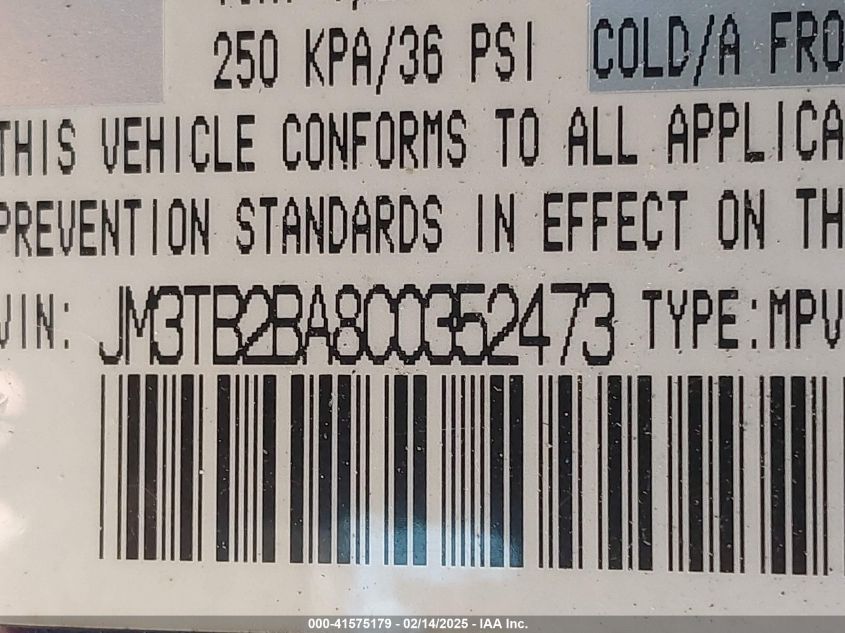 250 KPA/36 PSI COLD/A FRO
THIS VEHICLE CONFORMS TO ALL APPLICA
PREVENTION STANDARDS IN EFFECT ON TH
VIN: JM3TB2BA8C0352473 TYPE:MPV
000-41575179 - 02/14/2025 - IAA Inc.